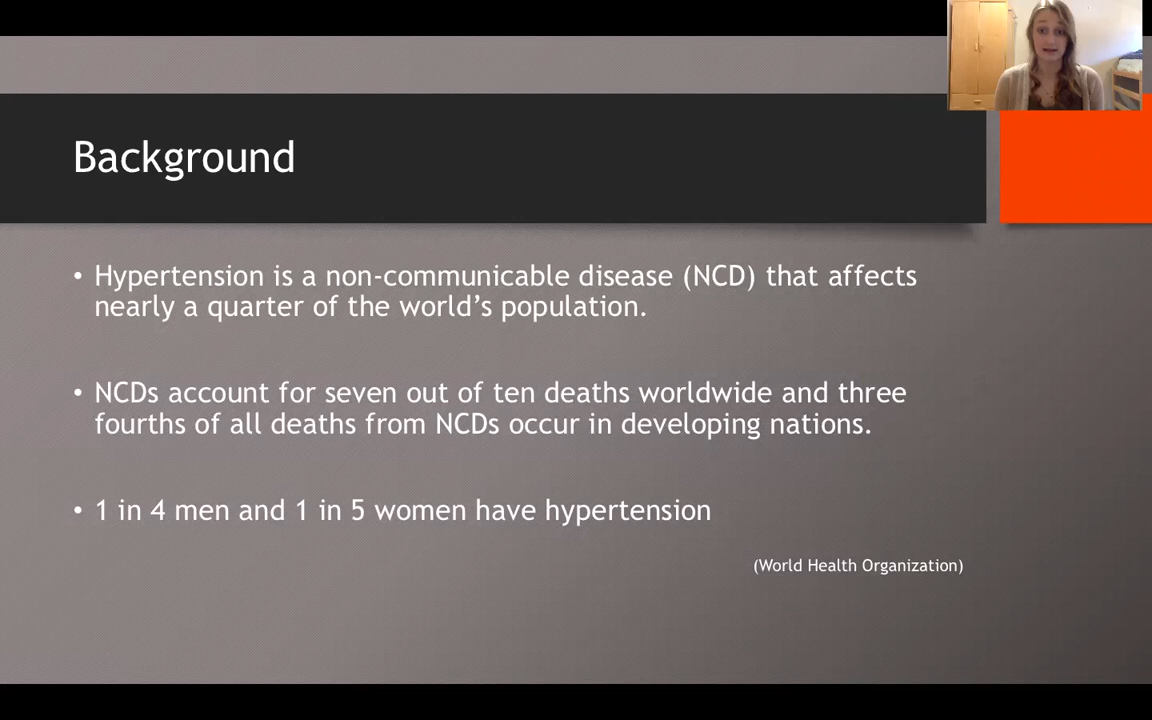 Background
• Hypertension is a non-communicable disease (NCD) that affects
nearly a quarter of the world’s population.
• NCDs account for seven out of ten deaths worldwide and three
fourths of all deaths from NCDs occur in developing nations.
• 1 in 4 men and 1 in 5 women have hypertension
(World Health Organization)